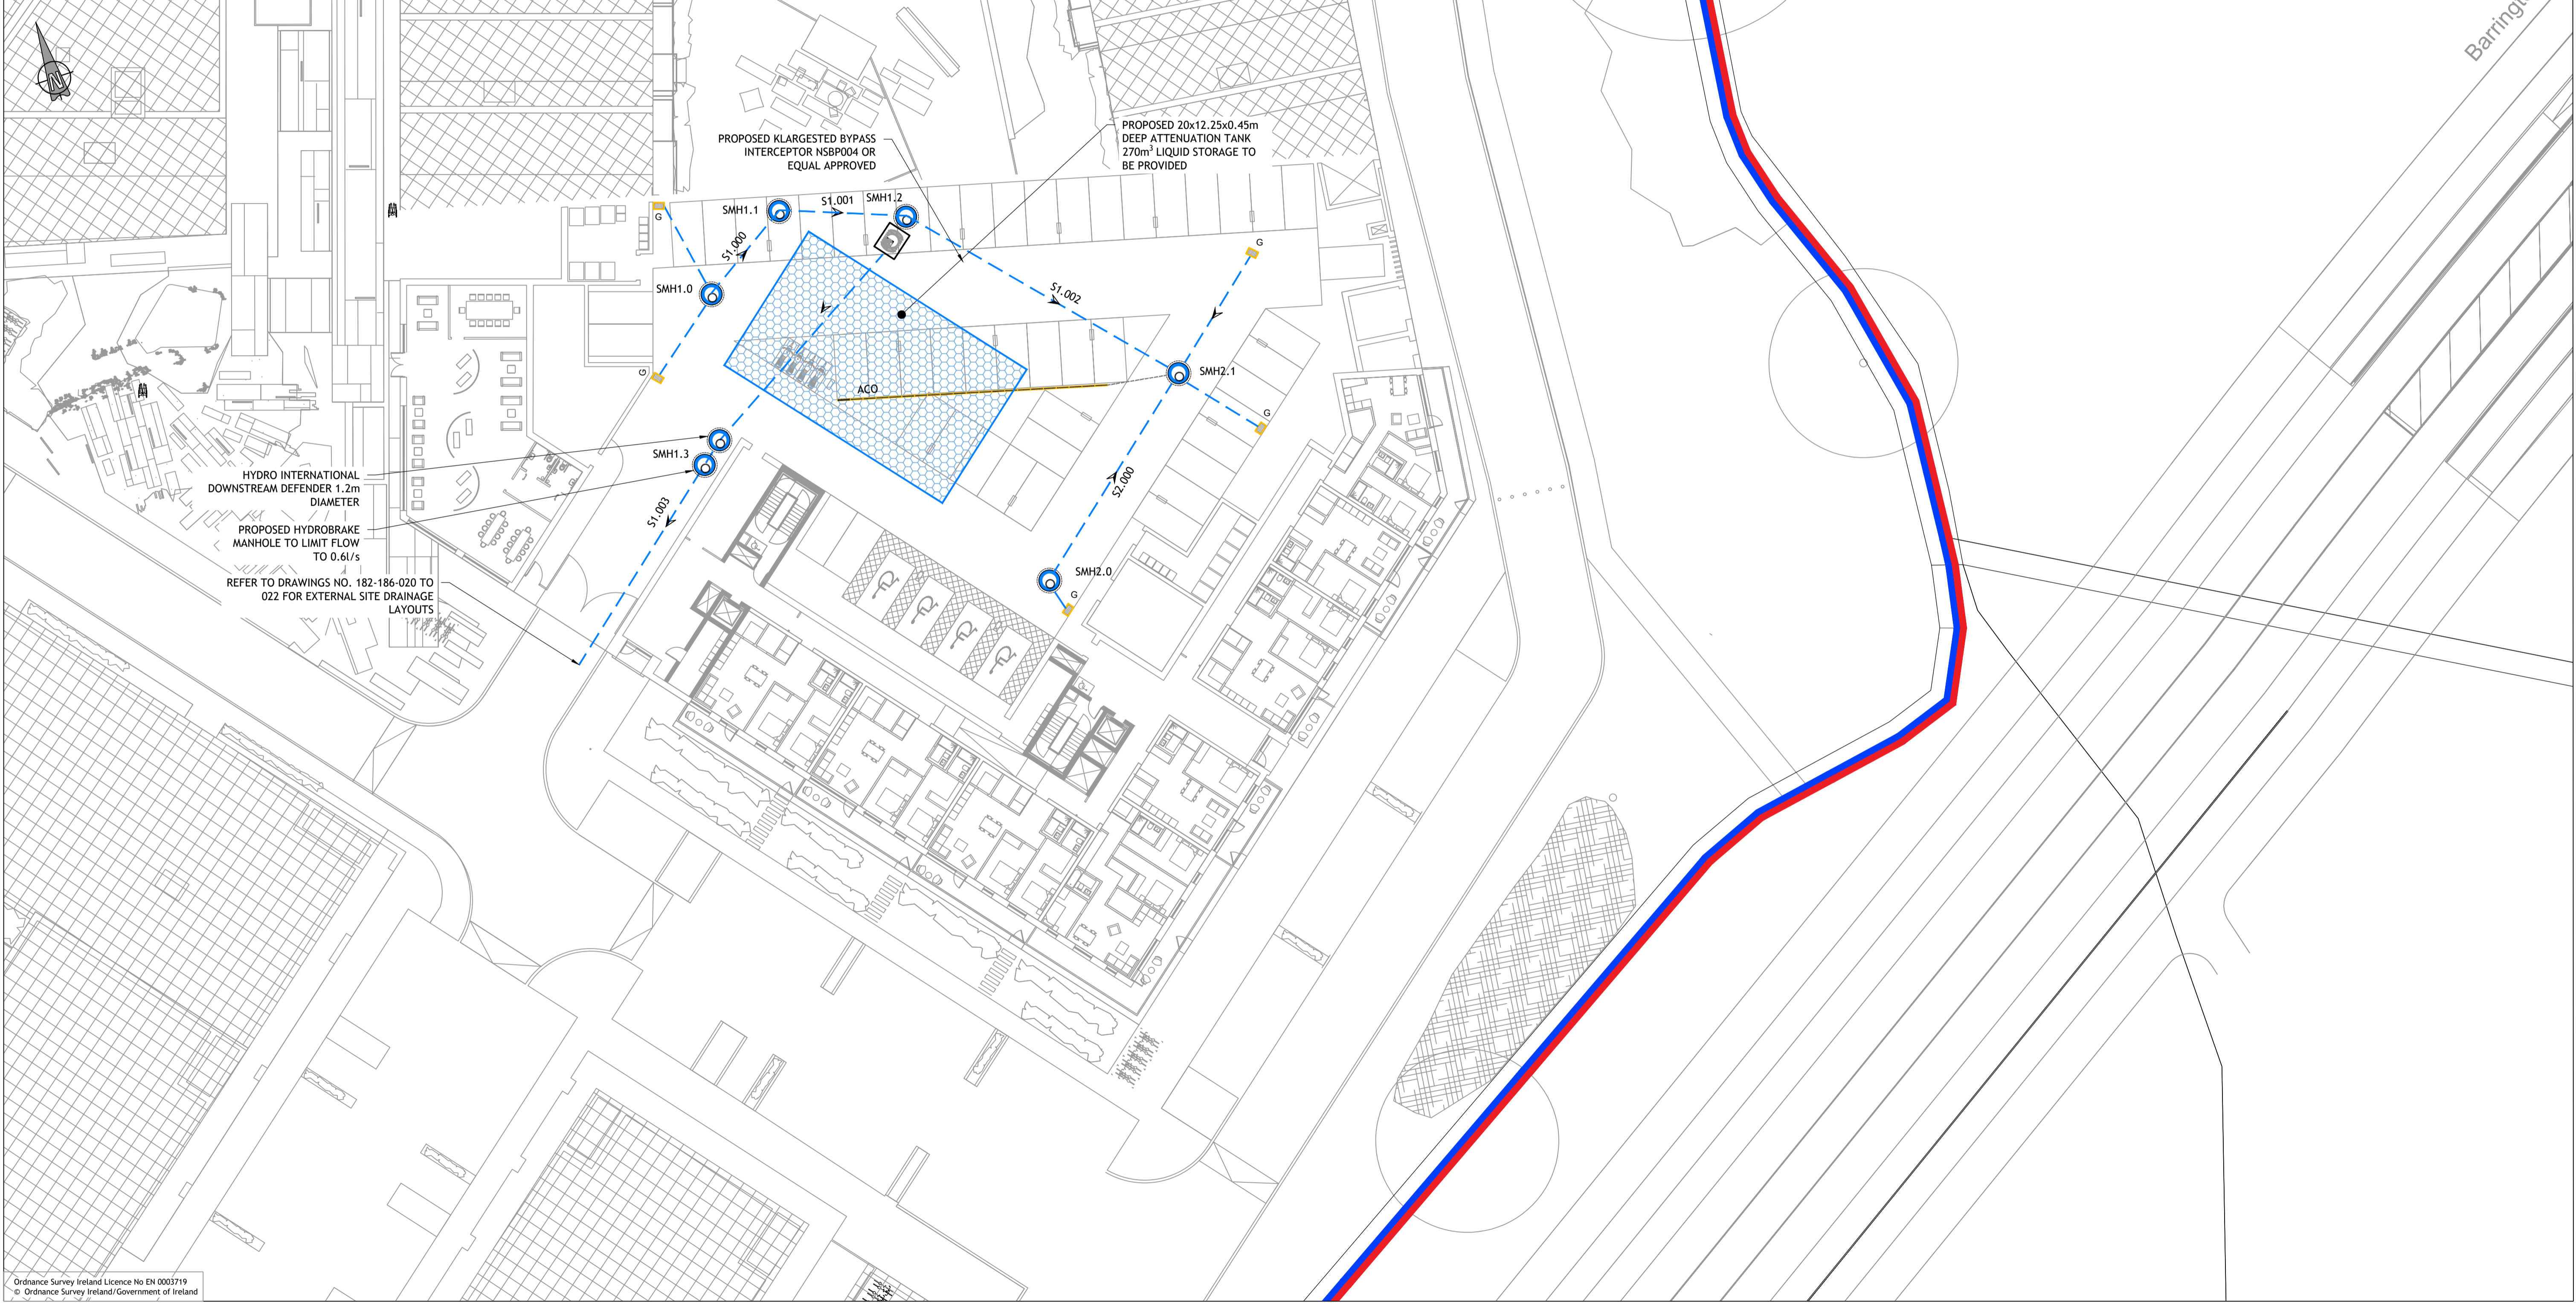 N
Barringt
PROPOSED KLARGESTED BYPASS
INTERCEPTOR NSBP004 OR
EQUAL APPROVED
PROPOSED 20x12.25x0.45m
DEEP ATTENUATION TANK
270m³ LIQUID STORAGE TO
BE PROVIDED
G
SMH1.1
S1.001
SMH1.2
S1.000
SMH1.0
G
S1.002
G
SMH2.1
ACO
G
SMH1.3
S1.003
S2.000
SMH2.0
G
HYDRO INTERNATIONAL
DOWNSTREAM DEFENDER 1.2m
DIAMETER
PROPOSED HYDROBRAKE
MANHOLE TO LIMIT FLOW
TO 0.6l/s
REFER TO DRAWINGS NO. 182-186-020 TO
022 FOR EXTERNAL SITE DRAINAGE
LAYOUTS
Ordnance Survey Ireland Licence No EN 0003719
© Ordnance Survey Ireland/Government of Ireland